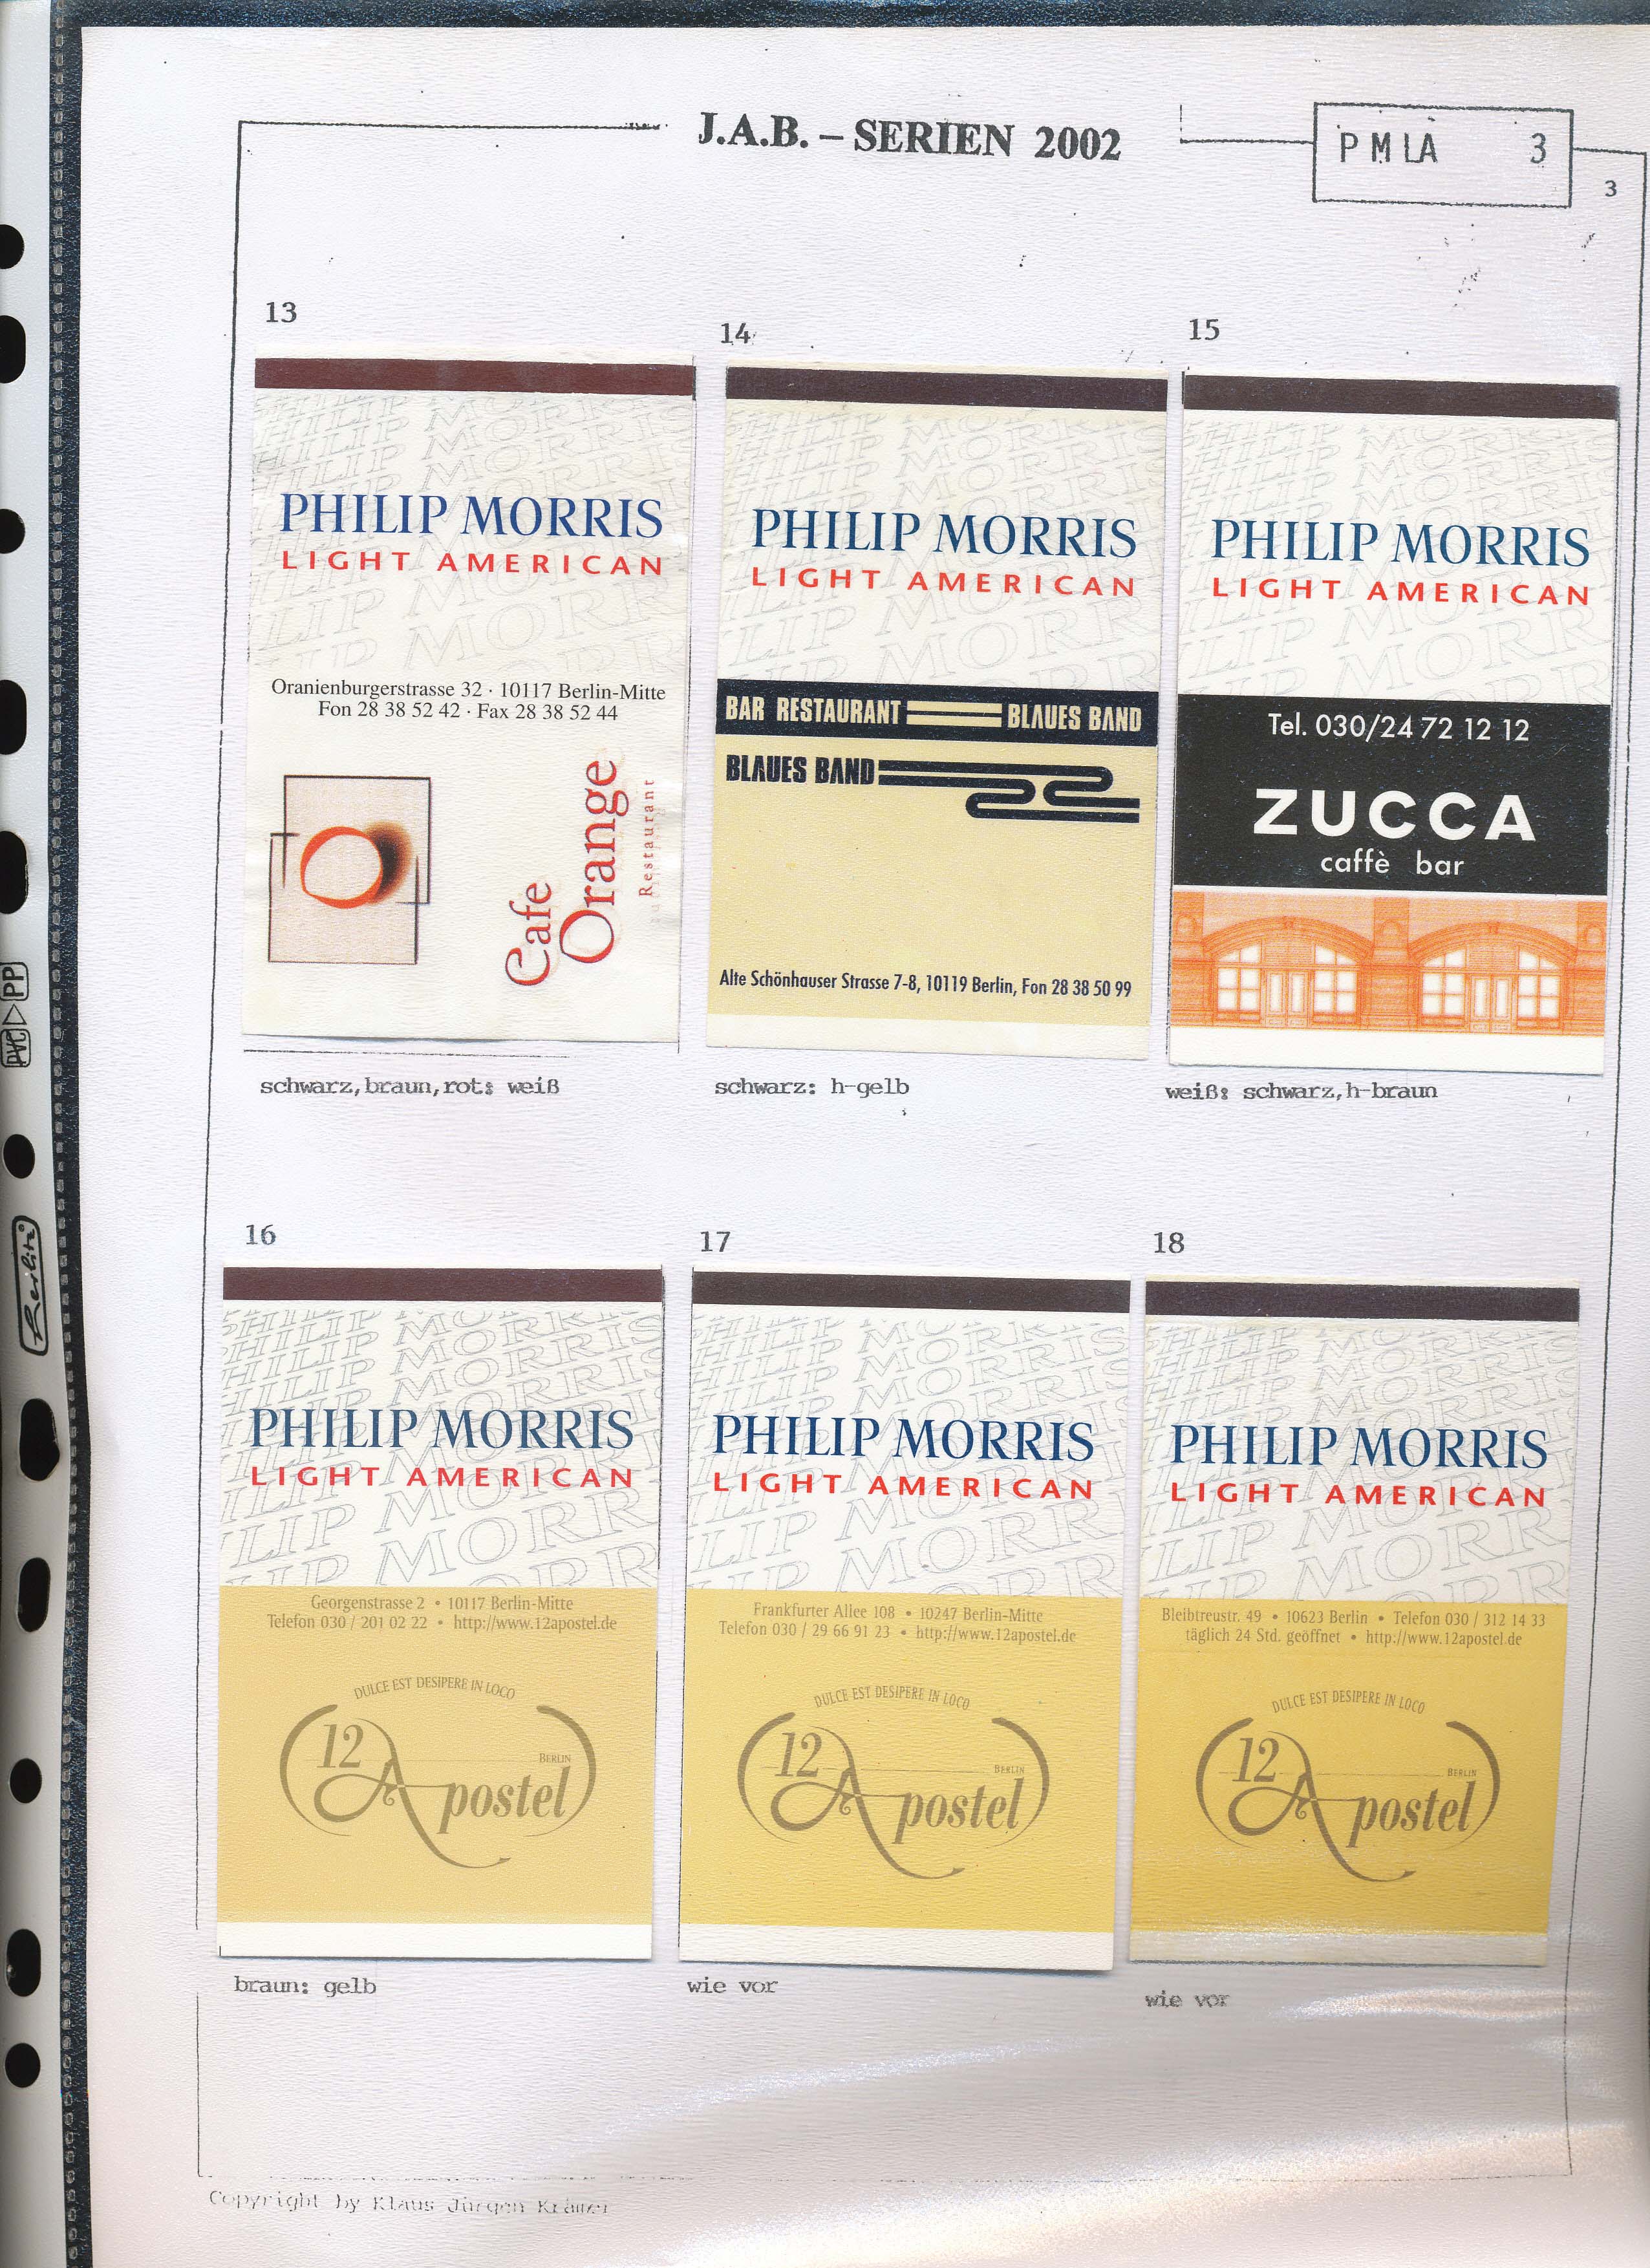 J.A.B. – SERIEN 2002
PMLA 3
3
13
PHILIP MORRIS
LIGHT AMERICAN
Oranienburgerstrasse 32 · 10117 Berlin-Mitte
Fon 28 38 52 42 · Fax 28 38 52 44
Cafe
Orange
Restaurant
schwarz,braun,rot: weiß
14
PHILIP MORRIS
LIGHT AMERICAN
BAR RESTAURANT BLAUES BAND
BLAUES BAND
Alte Schönhauser Strasse 7-8, 10119 Berlin, Fon 28 38 50 99
schwarz: h-gelb
15
PHILIP MORRIS
LIGHT AMERICAN
Tel. 030/24 72 12 12
ZUCCA
caffè bar
weiß: schwarz,h-braun
16
PHILIP MORRIS
LIGHT AMERICAN
Georgenstrasse 2 • 10117 Berlin-Mitte
Telefon 030 / 201 02 22 • http://www.12apostel.de
DULCE EST DESIPERE IN LOCO
12
BERLIN
Apostel
braun: gelb
17
PHILIP MORRIS
LIGHT AMERICAN
Frankfurter Allee 108 • 10247 Berlin-Mitte
Telefon 030 / 29 66 91 23 • http://www.12apostel.de
DULCE EST DESIPERE IN LOCO
12
BERLIN
Apostel
wie vor
18
PHILIP MORRIS
LIGHT AMERICAN
Bleibtreustr. 49 • 10623 Berlin • Telefon 030 / 312 14 33
täglich 24 Std. geöffnet • http://www.12apostel.de
DULCE EST DESIPERE IN LOCO
12
BERLIN
Apostel
wie vor
Copyright by Klaus Jürgen Krämer
PVC PP
Herlitz